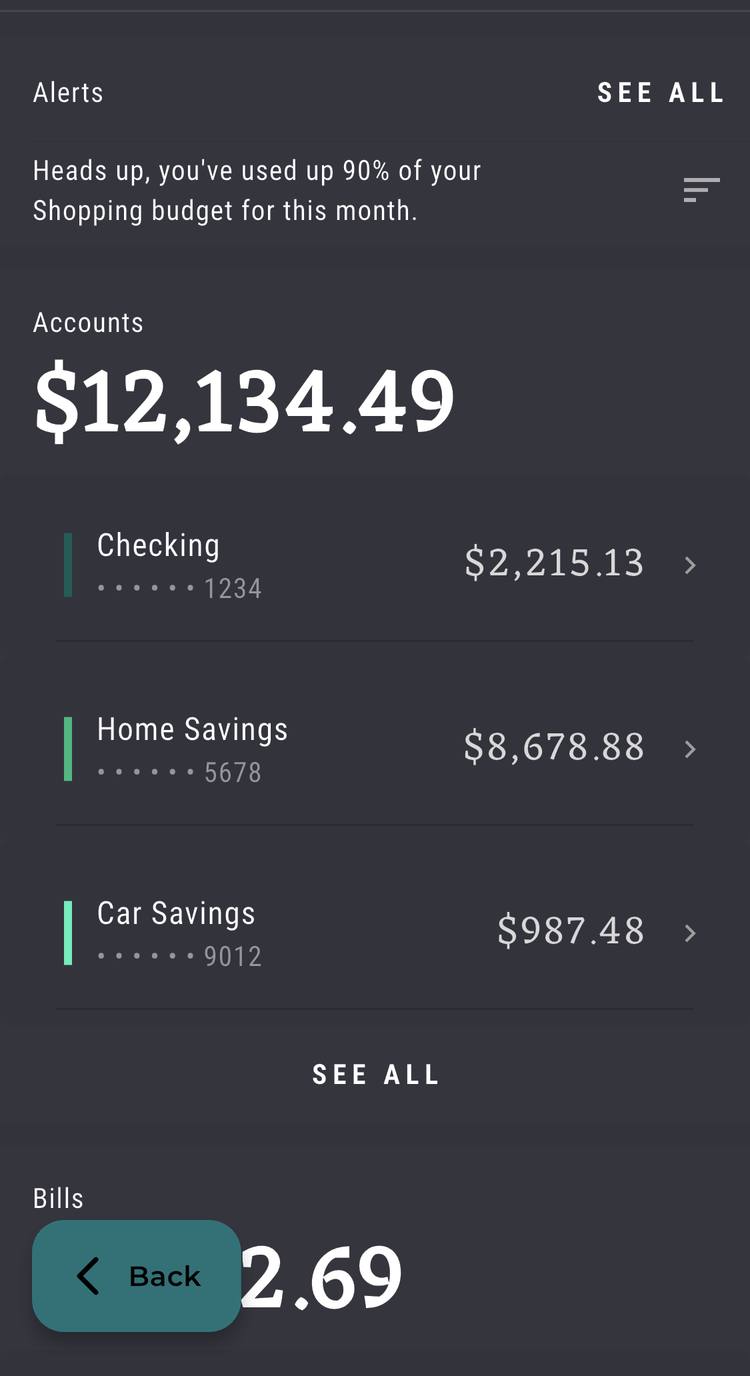 Alerts
SEE ALL
Heads up, you've used up 90% of your
Shopping budget for this month.
Accounts
$12,134.49
Checking
$2,215.13
• • • • • • 1234
Home Savings
$8,678.88
• • • • • • 5678
Car Savings
$987.48
• • • • • • 9012
SEE ALL
Bills
Back
2.69